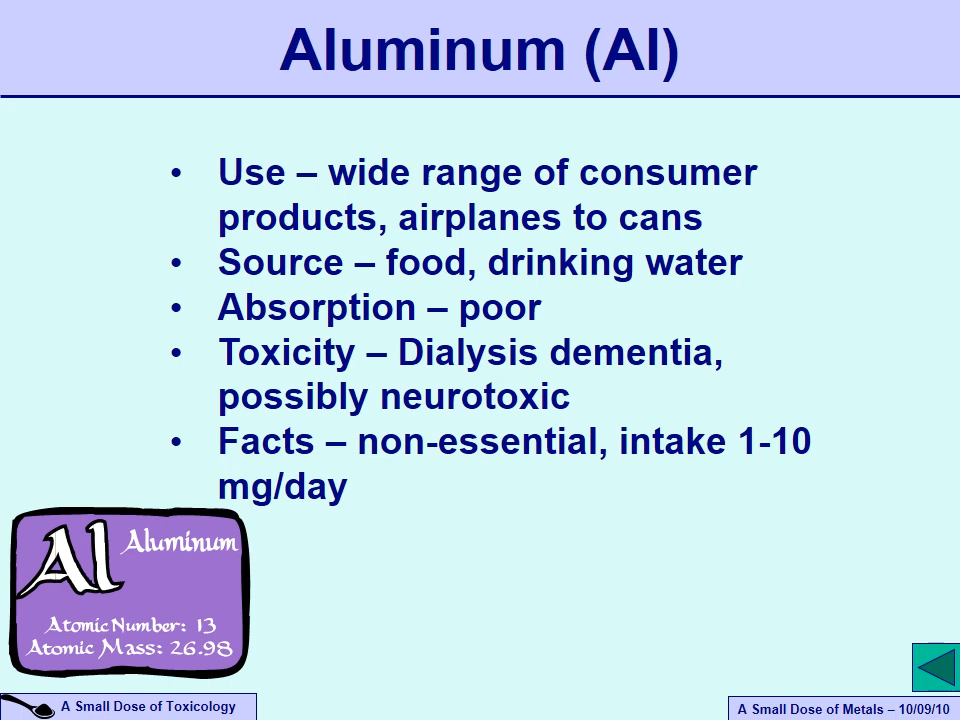 Aluminum (Al)
• Use – wide range of consumer
products, airplanes to cans
• Source – food, drinking water
• Absorption – poor
• Toxicity – Dialysis dementia,
possibly neurotoxic
• Facts – non-essential, intake 1-10
mg/day
Al Aluminum
Atomic Number: 13
Atomic Mass: 26.98
A Small Dose of Toxicology
A Small Dose of Metals – 10/09/10